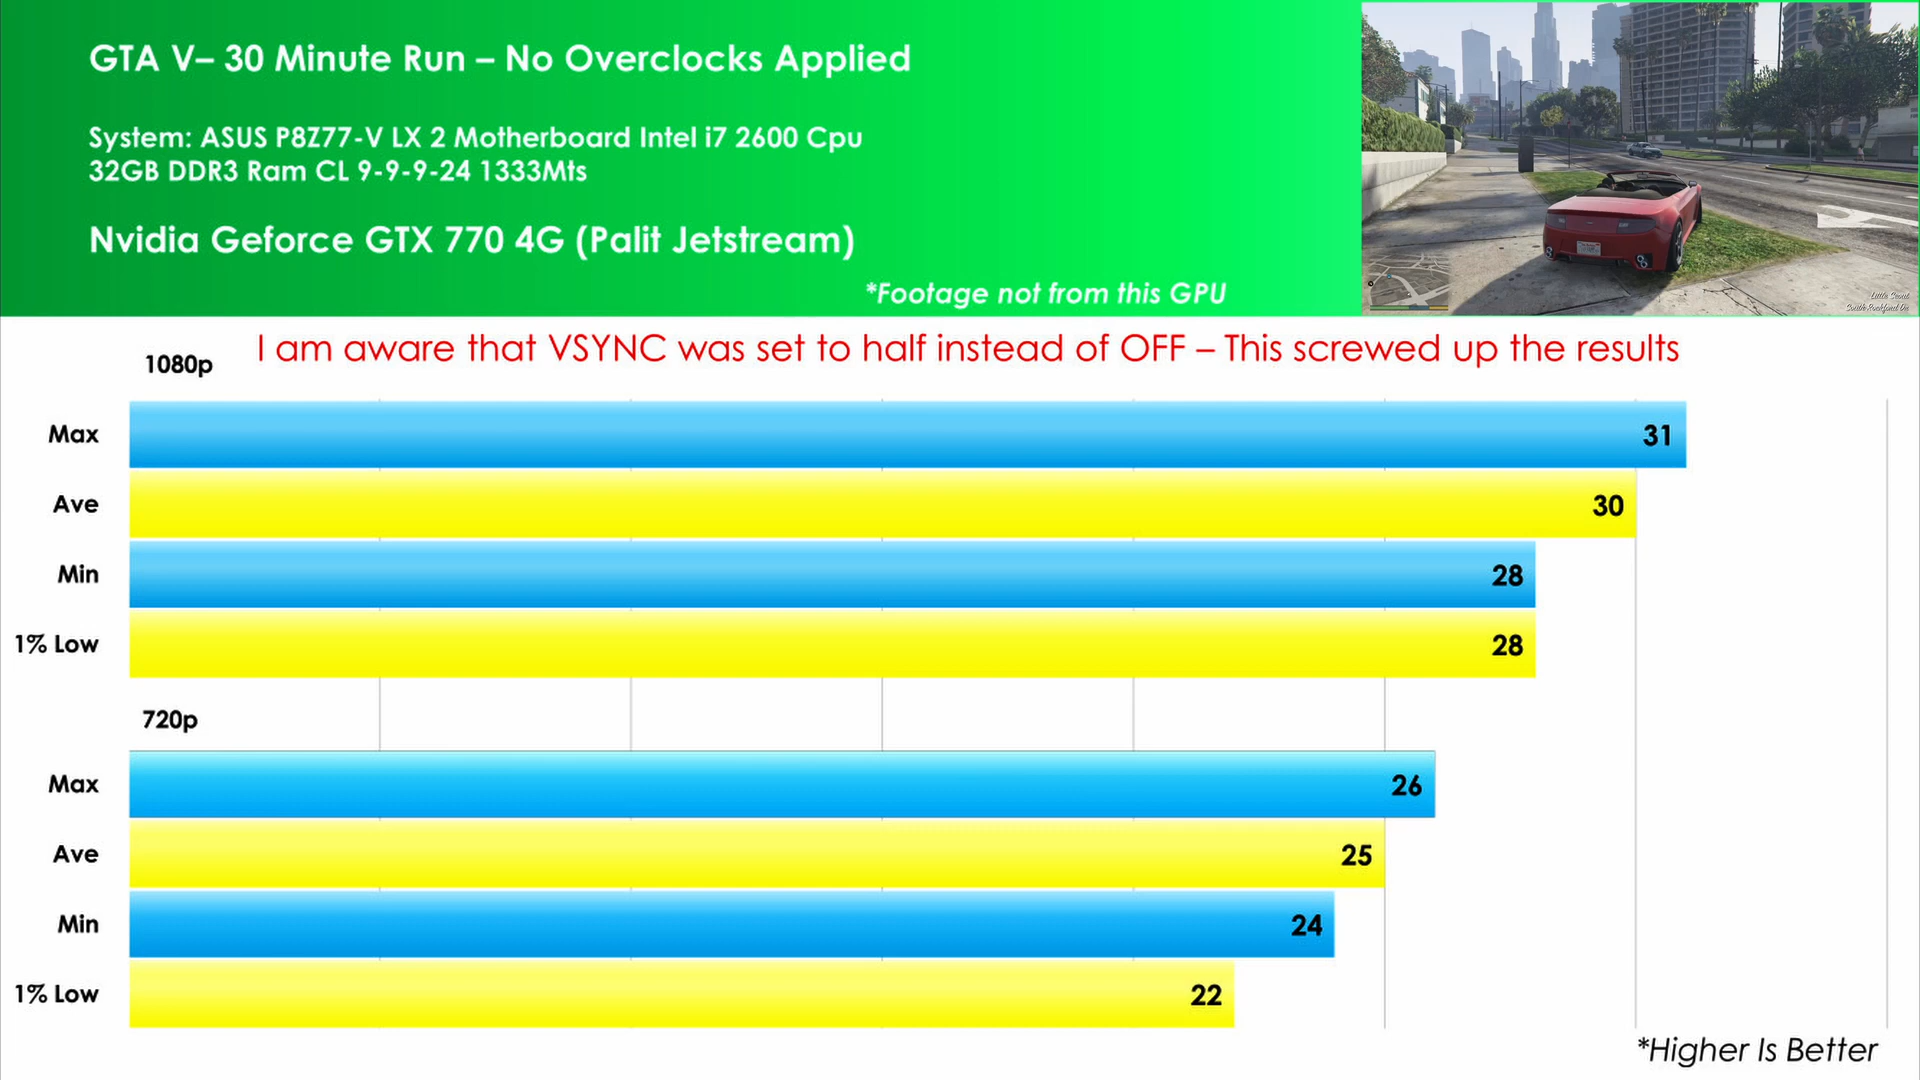 GTA V– 30 Minute Run – No Overclocks Applied
System: ASUS P8Z77-V LX 2 Motherboard Intel i7 2600 Cpu
32GB DDR3 Ram CL 9-9-9-24 1333Mts
Nvidia Geforce GTX 770 4G (Palit Jetstream)
*Footage not from this GPU
I am aware that VSYNC was set to half instead of OFF – This screwed up the results
1080p
Max 31
Ave 30
Min 28
1% Low 28
720p
Max 26
Ave 25
Min 24
1% Low 22
*Higher Is Better